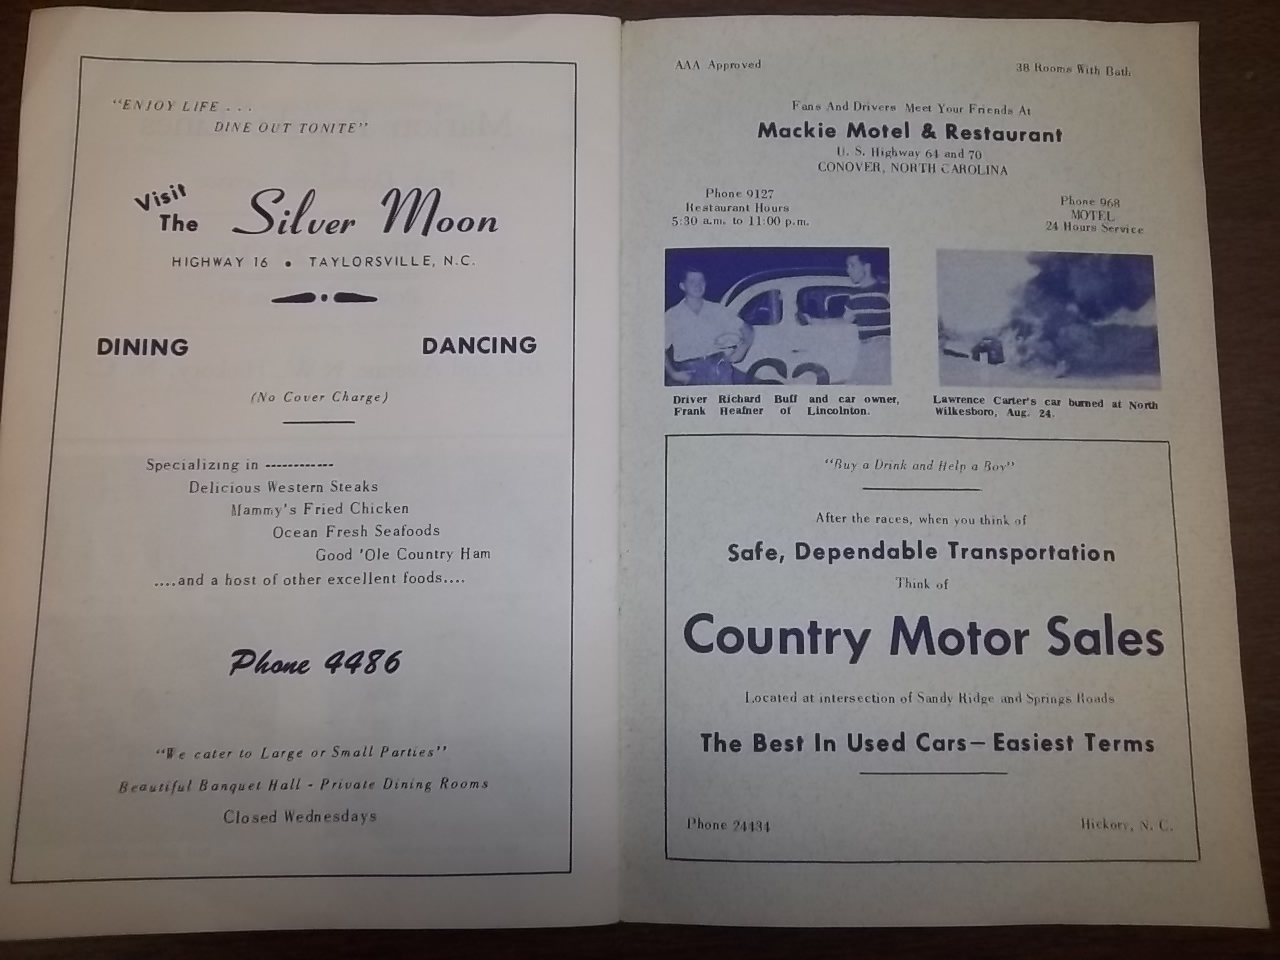 "ENJOY LIFE . . .
DINE OUT TONITE"
Visit
The Silver Moon
HIGHWAY 16 • TAYLORSVILLE, N.C.
DINING DANCING
(No Cover Charge)
Specializing in ------------
Delicious Western Steaks
Mammy's Fried Chicken
Ocean Fresh Seafoods
Good 'Ole Country Ham
....and a host of other excellent foods....
Phone 4486
"We cater to Large or Small Parties"
Beautiful Banquet Hall - Private Dining Rooms
Closed Wednesdays
AAA Approved 38 Rooms With Bath
Fans And Drivers Meet Your Friends At
Mackie Motel & Restaurant
U. S. Highway 64 and 70
CONOVER, NORTH CAROLINA
Phone 9127
Restaurant Hours
5:30 a.m. to 11:00 p.m.
Phone 968
MOTEL
24 Hours Service
Driver Richard Buff and car owner,
Frank Heafner of Lincolnton.
Lawrence Carter's car burned at North
Wilkesboro, Aug. 24.
"Buy a Drink and Help a Boy"
After the races, when you think of
Safe, Dependable Transportation
Think of
Country Motor Sales
Located at intersection of Sandy Ridge and Springs Roads
The Best In Used Cars—Easiest Terms
Phone 24434 Hickory, N. C.